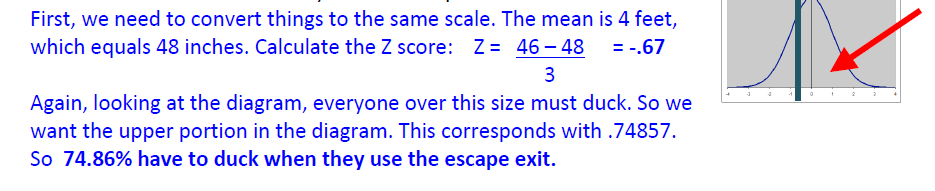 First, we need to convert things to the same scale. The mean is 4 feet,
which equals 48 inches. Calculate the Z score: Z = 46 – 48 = -.67
3
Again, looking at the diagram, everyone over this size must duck. So we
want the upper portion in the diagram. This corresponds with .74857.
So 74.86% have to duck when they use the escape exit.
-4 -3 -2 -1 0 1 2 3 4